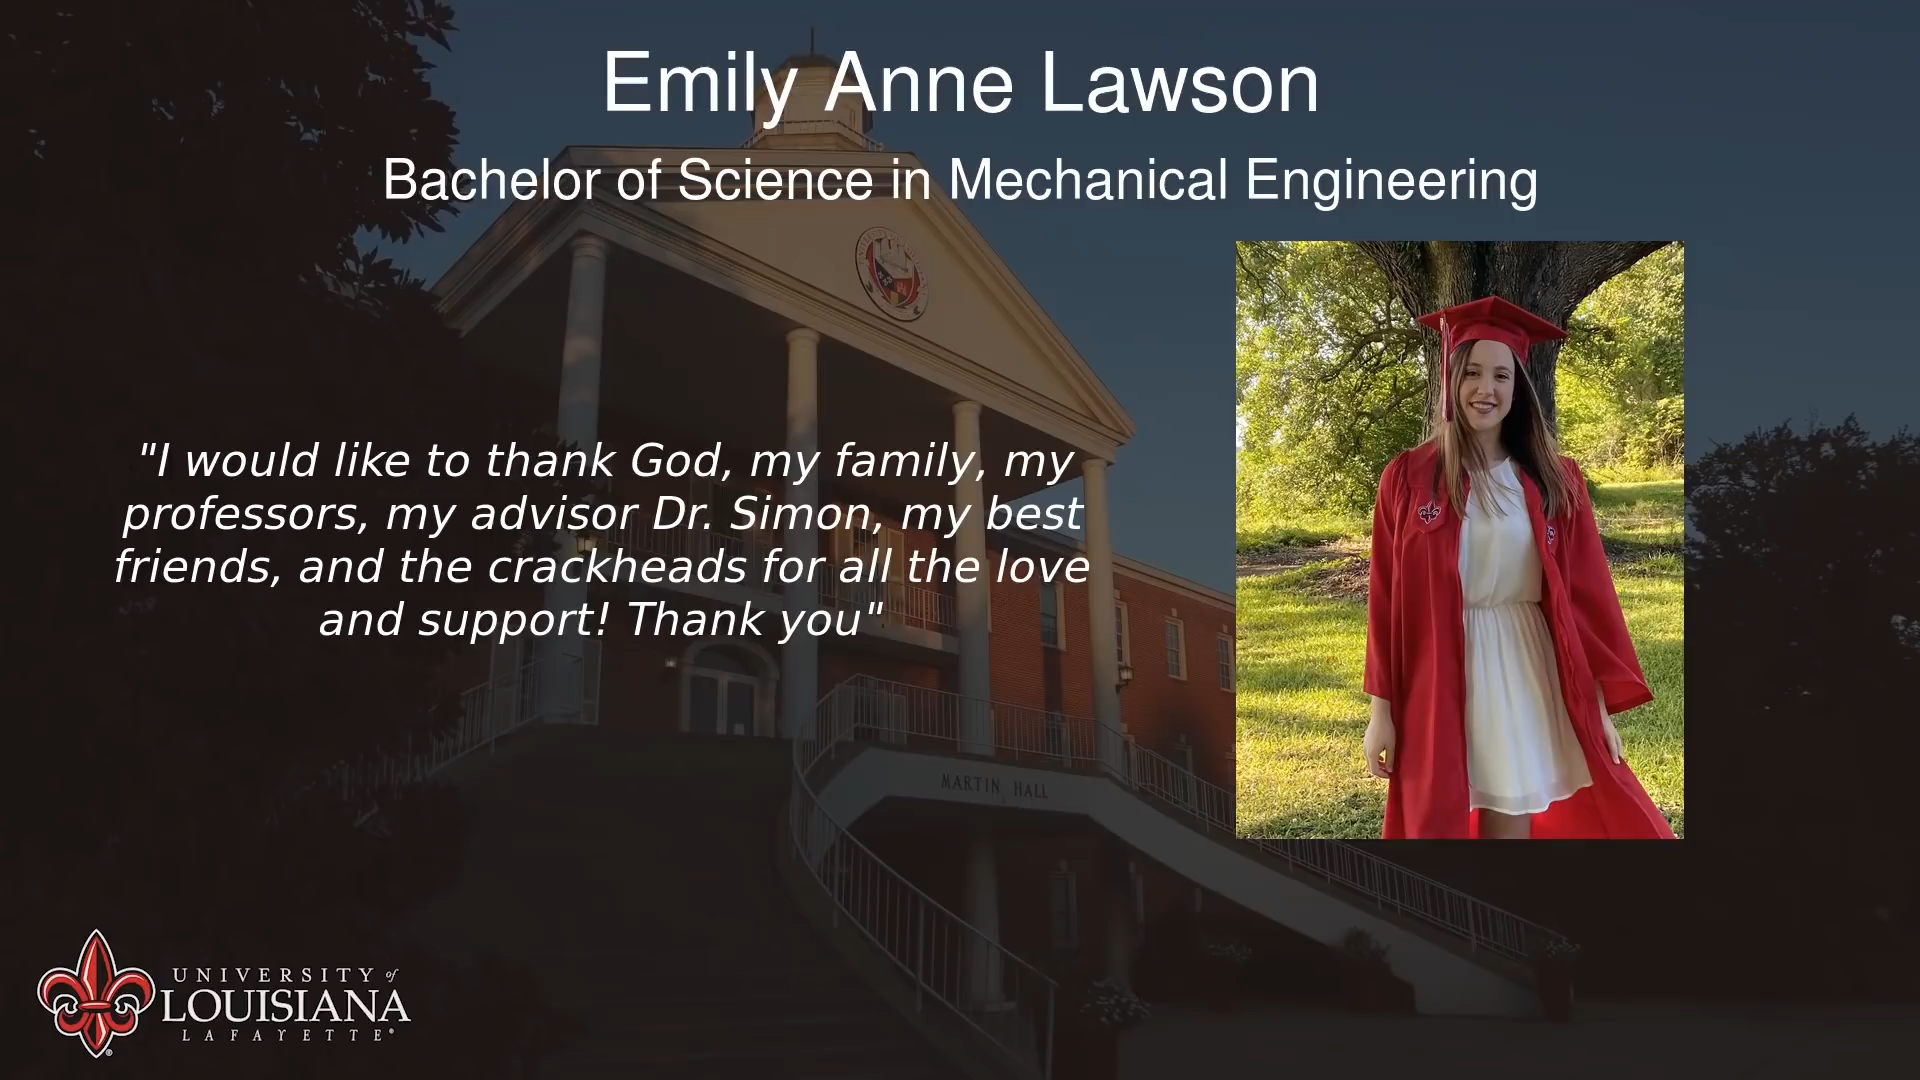 Emily Anne Lawson
Bachelor of Science in Mechanical Engineering
"I would like to thank God, my family, my
professors, my advisor Dr. Simon, my best
friends, and the crackheads for all the love
and support! Thank you"
MARTIN HALL
UNIVERSITY of
LOUISIANA
LAFAYETTE®